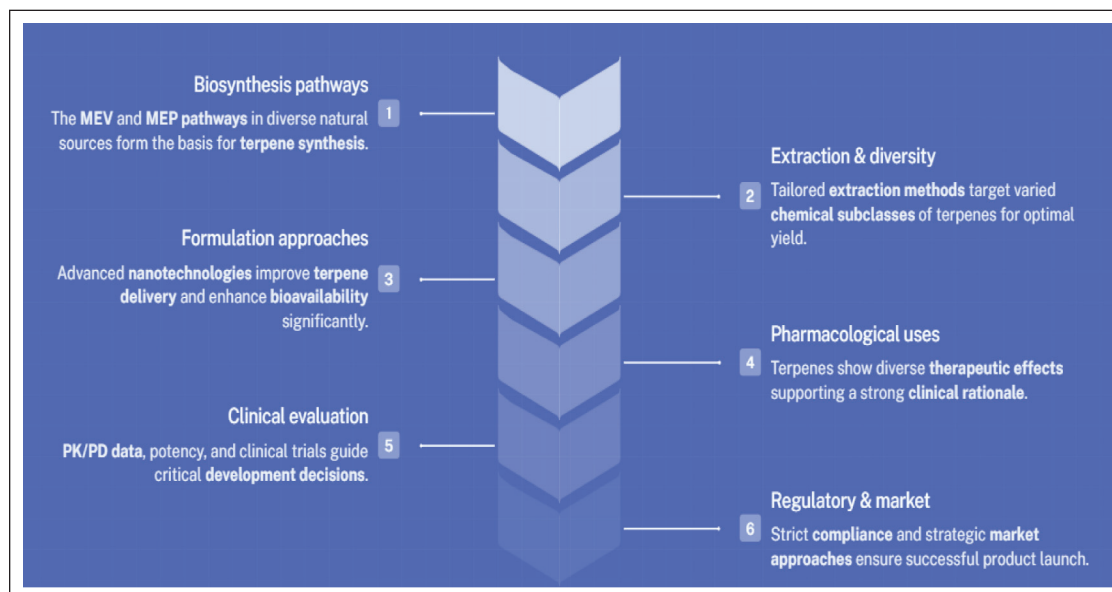 Biosynthesis pathways
The MEV and MEP pathways in diverse natural
sources form the basis for terpene synthesis.
1
Extraction & diversity
2
Tailored extraction methods target varied
chemical subclasses of terpenes for optimal
yield.
Formulation approaches
Advanced nanotechnologies improve terpene
delivery and enhance bioavailability
significantly.
3
Pharmacological uses
4
Terpenes show diverse therapeutic effects
supporting a strong clinical rationale.
Clinical evaluation
PK/PD data, potency, and clinical trials guide
critical development decisions.
5
Regulatory & market
6
Strict compliance and strategic market
approaches ensure successful product launch.